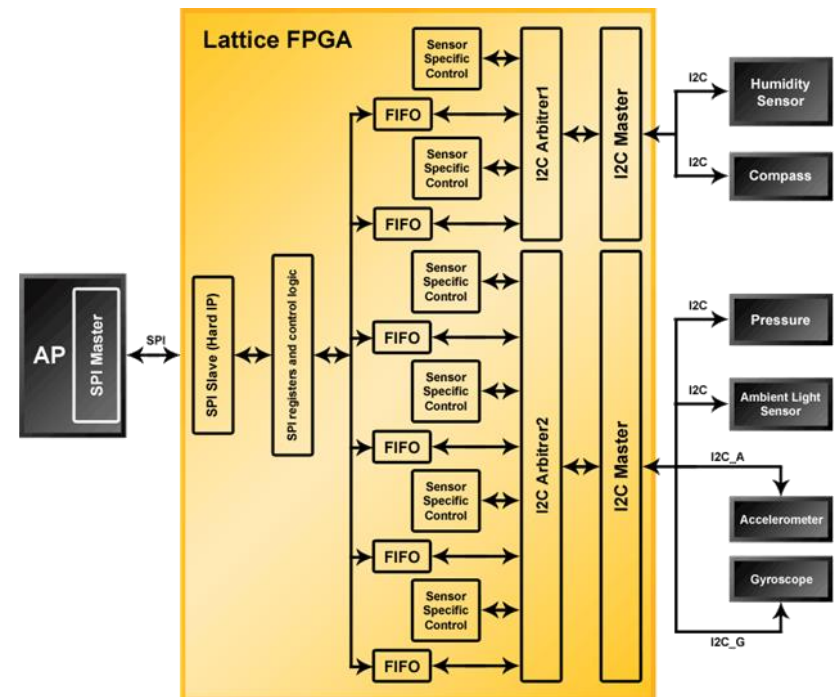 Lattice FPGA
Sensor
Specific
Control
FIFO
Sensor
Specific
Control
FIFO
I2C Arbitrer1
I2C Master
I2C
Humidity
Sensor
I2C
Compass
AP
SPI Master
SPI
SPI Slave (Hard IP)
SPI registers and control logic
Sensor
Specific
Control
FIFO
Sensor
Specific
Control
FIFO
Sensor
Specific
Control
FIFO
Sensor
Specific
Control
FIFO
I2C Arbitrer2
I2C Master
I2C
Pressure
I2C
Ambient Light
Sensor
I2C_A
Accelerometer
Gyroscope
I2C_G